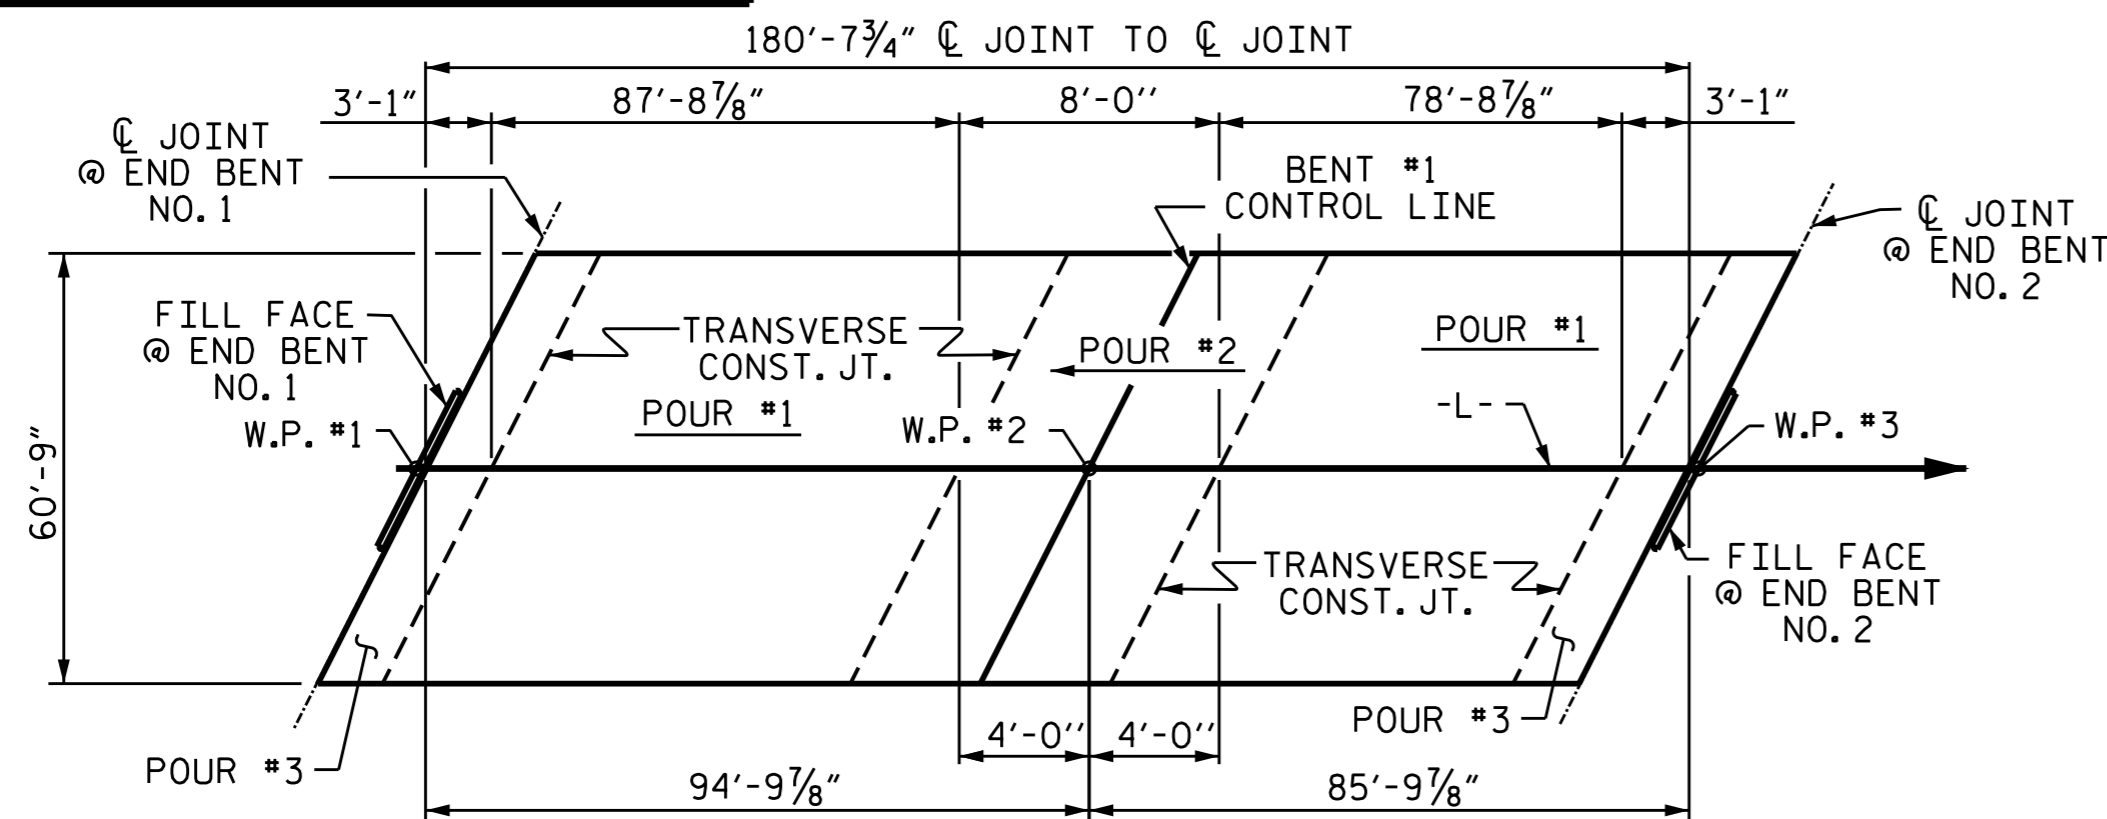 180'-7¾" ℄ JOINT TO ℄ JOINT
3'-1"
87'-8⅞"
8'-0''
78'-8⅞"
3'-1"
℄ JOINT
@ END BENT
NO. 1
BENT #1
CONTROL LINE
℄ JOINT
@ END BENT
NO. 2
FILL FACE
@ END BENT
NO. 1
TRANSVERSE
CONST. JT.
POUR #2
POUR #1
POUR #1
-L-
W.P. #1
W.P. #2
W.P. #3
60'-9"
TRANSVERSE
CONST. JT.
FILL FACE
@ END BENT
NO. 2
POUR #3
POUR #3
4'-0''
4'-0''
94'-9⅞"
85'-9⅞"